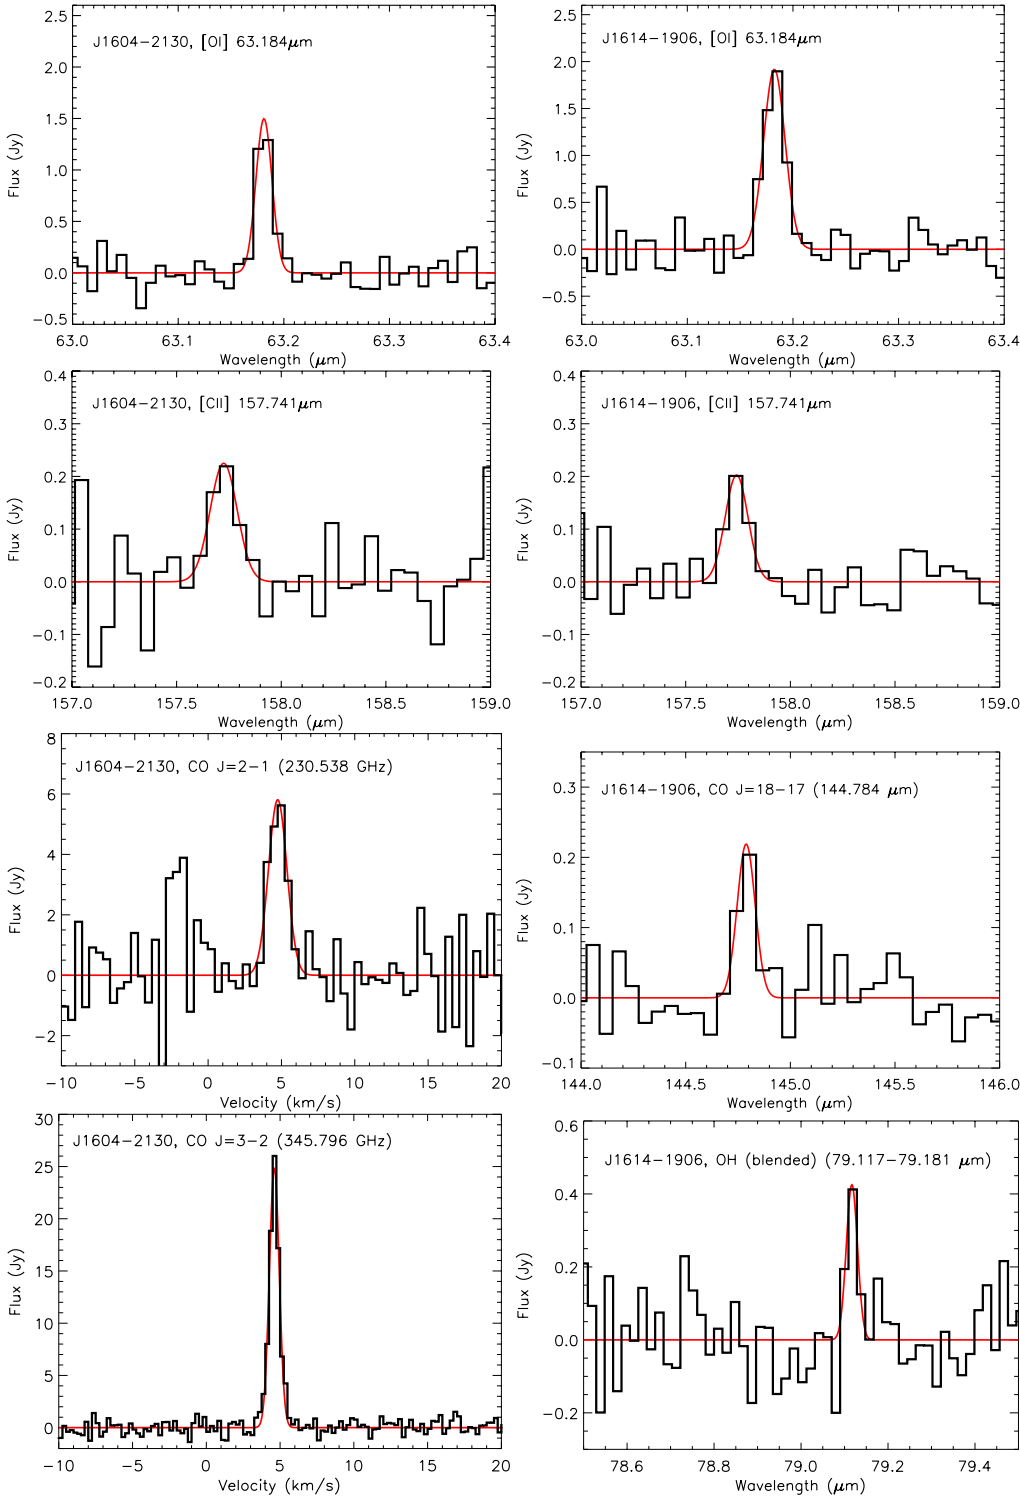 J1604−2130, [OI] 63.184μm
2.5
2.0
1.5
1.0
0.5
0.0
−0.5
Flux (Jy)
63.0 63.1 63.2 63.3 63.4
Wavelength (μm)
J1614−1906, [OI] 63.184μm
2.5
2.0
1.5
1.0
0.5
0.0
−0.5
Flux (Jy)
63.0 63.1 63.2 63.3 63.4
Wavelength (μm)
J1604−2130, [CII] 157.741μm
0.4
0.3
0.2
0.1
0.0
−0.1
−0.2
Flux (Jy)
157.0 157.5 158.0 158.5 159.0
Wavelength (μm)
J1614−1906, [CII] 157.741μm
0.4
0.3
0.2
0.1
0.0
−0.1
−0.2
Flux (Jy)
157.0 157.5 158.0 158.5 159.0
Wavelength (μm)
J1604−2130, CO J=2−1 (230.538 GHz)
8
6
4
2
0
−2
Flux (Jy)
−10 −5 0 5 10 15 20
Velocity (km/s)
J1614−1906, CO J=18−17 (144.784 μm)
0.3
0.2
0.1
0.0
−0.1
Flux (Jy)
144.0 144.5 145.0 145.5 146.0
Wavelength (μm)
J1604−2130, CO J=3−2 (345.796 GHz)
30
25
20
15
10
5
0
Flux (Jy)
−10 −5 0 5 10 15 20
Velocity (km/s)
J1614−1906, OH (blended) (79.117−79.181 μm)
0.6
0.4
0.2
0.0
−0.2
Flux (Jy)
78.6 78.8 79.0 79.2 79.4
Wavelength (μm)